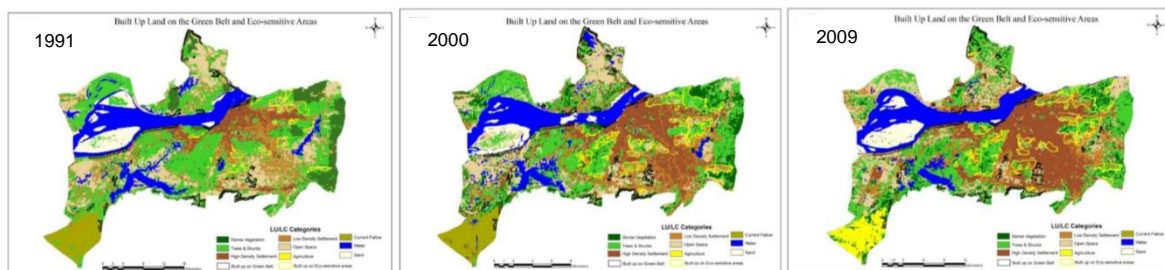 Built Up Land on the Green Belt and Eco-sensitive Areas
1991
LU/LC Categories
Dense Vegetation
Low Density Settlement
Current Fallow
Trees & Shrubs
Open Space
Water
High Density Settlement
Agriculture
Sand
Built up on Green Belt
Built up on Eco-sensitive areas
Built Up Land on the Green Belt and Eco-sensitive Areas
2000
LU/LC Categories
Dense Vegetation
Low Density Settlement
Current Fallow
Trees & Shrubs
Open Space
Water
High Density Settlement
Agriculture
Sand
Built up on Green Belt
Built up on Eco-sensitive areas
Built Up Land on the Green Belt and Eco-sensitive Areas
2009
LU/LC Categories
Dense Vegetation
Low Density Settlement
Current Fallow
Trees & Shrubs
Open Space
Water
High Density Settlement
Agriculture
Sand
Built up on Green Belt
Built up on Eco-sensitive areas